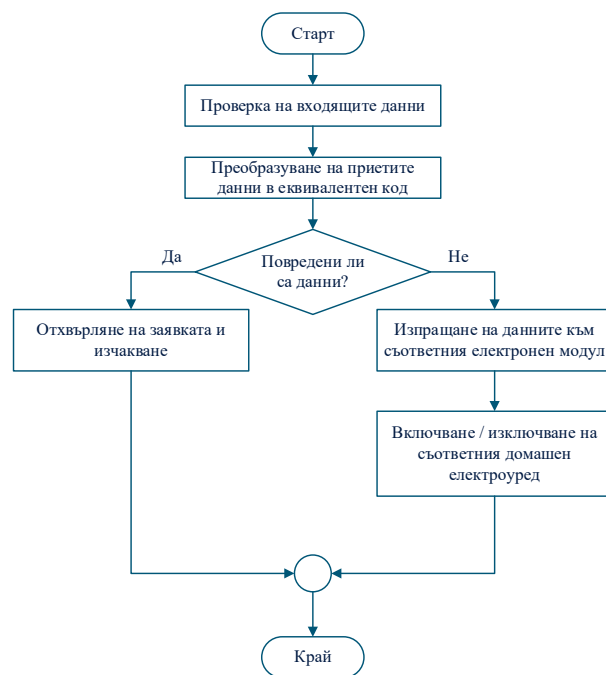 Старт
Проверка на входящите данни
Преобразуване на приетите
данни в еквивалентен код
Повредени ли
са данни?
Да
Не
Отхвърляне на заявката и
изчакване
Изпращане на данните към
съответния електронен модул
Включване / изключване на
съответния домашен
електроуред
Край